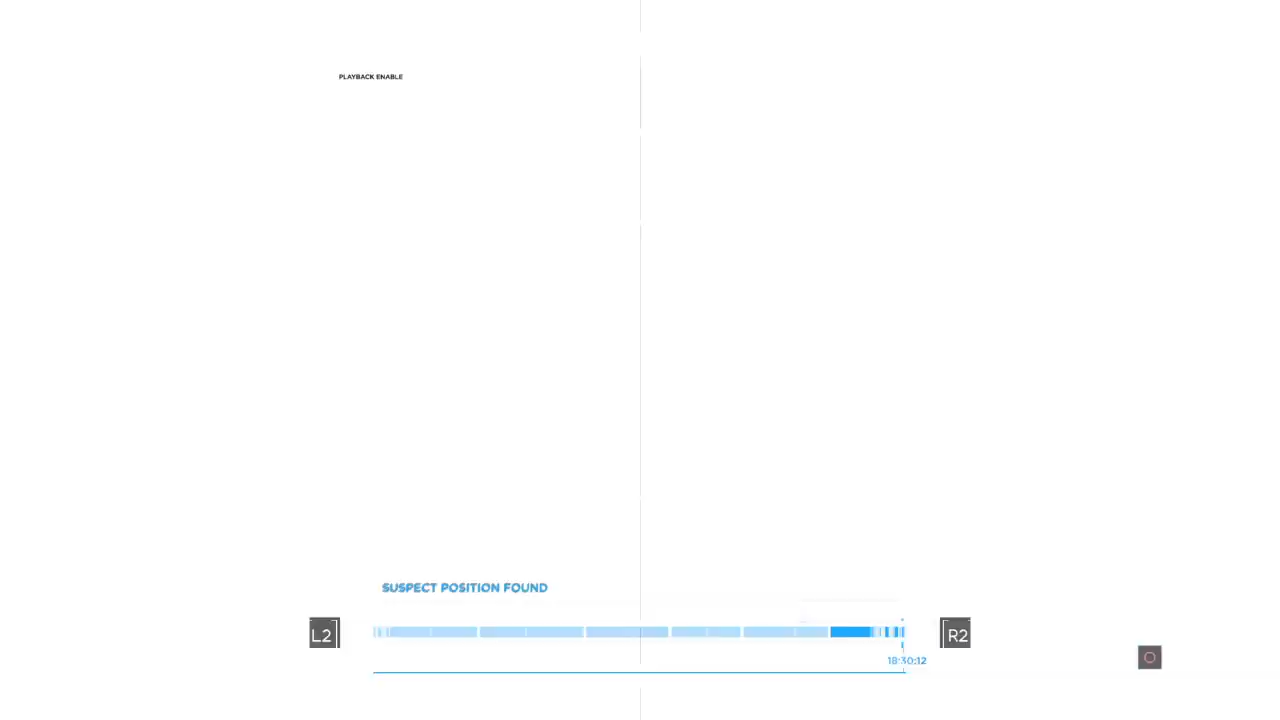 PLAYBACK ENABLE
SUSPECT POSITION FOUND
L2
R2
18:30:12